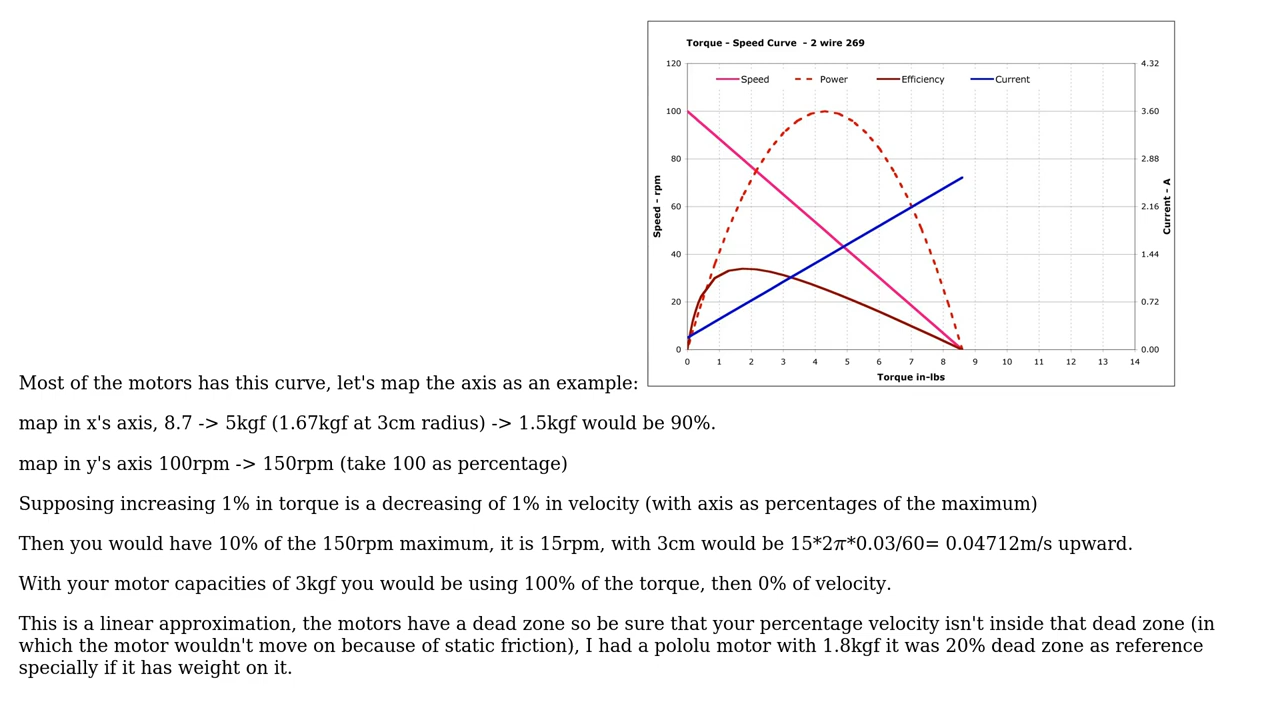 Torque - Speed Curve  - 2 wire 269
120
4.32
Speed
Power
Efficiency
Current
100
3.60
80
2.88
60
2.16
40
1.44
20
0.72
0
0.00
Speed - rpm
Current - A
0 1 2 3 4 5 6 7 8 9 10 11 12 13 14
Torque in-lbs
Most of the motors has this curve, let's map the axis as an example:
map in x's axis, 8.7 -> 5kgf (1.67kgf at 3cm radius) -> 1.5kgf would be 90%.
map in y's axis 100rpm -> 150rpm (take 100 as percentage)
Supposing increasing 1% in torque is a decreasing of 1% in velocity (with axis as percentages of the maximum)
Then you would have 10% of the 150rpm maximum, it is 15rpm, with 3cm would be 15*2π*0.03/60= 0.04712m/s upward.
With your motor capacities of 3kgf you would be using 100% of the torque, then 0% of velocity.
This is a linear approximation, the motors have a dead zone so be sure that your percentage velocity isn't inside that dead zone (in
which the motor wouldn't move on because of static friction), I had a pololu motor with 1.8kgf it was 20% dead zone as reference
specially if it has weight on it.